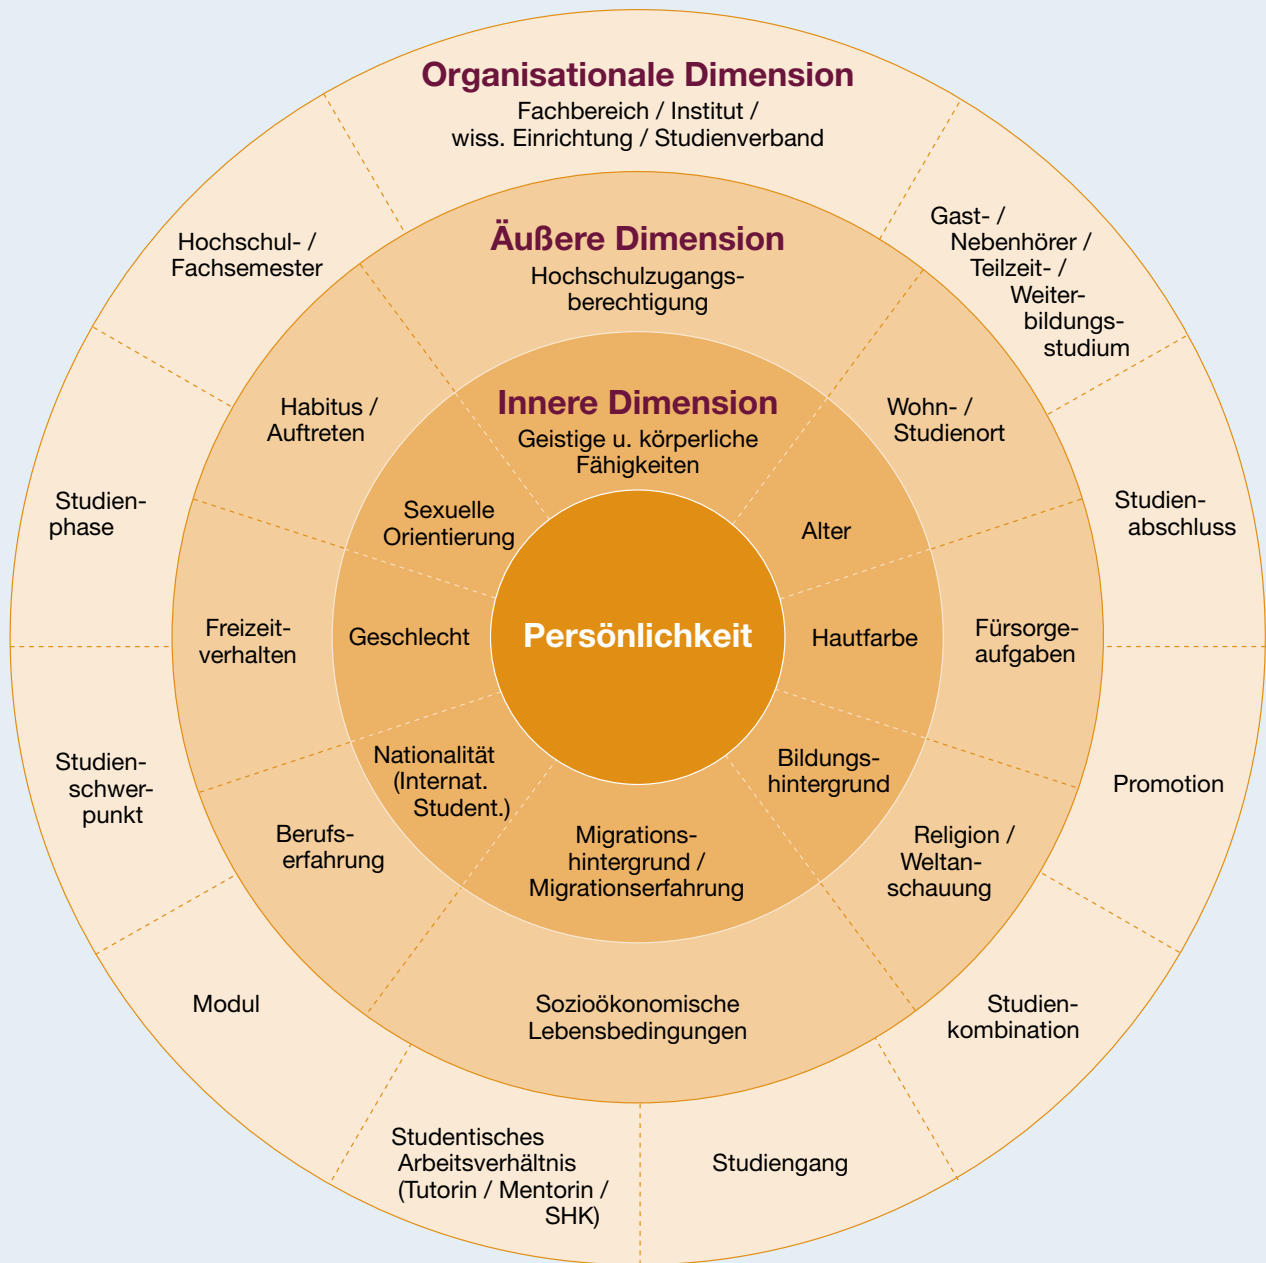 Organisationale Dimension
Fachbereich / Institut /
wiss. Einrichtung / Studienverband
Gast- /
Nebenhörer /
Teilzeit- /
Weiter-
bildungs-
studium
Studien-
abschluss
Promotion
Studien-
kombination
Studiengang
Studentisches
Arbeitsverhältnis
(Tutorin / Mentorin /
SHK)
Modul
Studien-
schwer-
punkt
Studien-
phase
Hochschul- /
Fachsemester
Äußere Dimension
Hochschulzugangs-
berechtigung
Wohn- /
Studienort
Fürsorge-
aufgaben
Religion /
Weltan-
schauung
Sozioökonomische
Lebensbedingungen
Berufs-
erfahrung
Freizeit-
verhalten
Habitus /
Auftreten
Innere Dimension
Geistige u. körperliche
Fähigkeiten
Alter
Hautfarbe
Bildungs-
hintergrund
Migrations-
hintergrund /
Migrationserfahrung
Nationalität
(Internat.
Student.)
Geschlecht
Sexuelle
Orientierung
Persönlichkeit